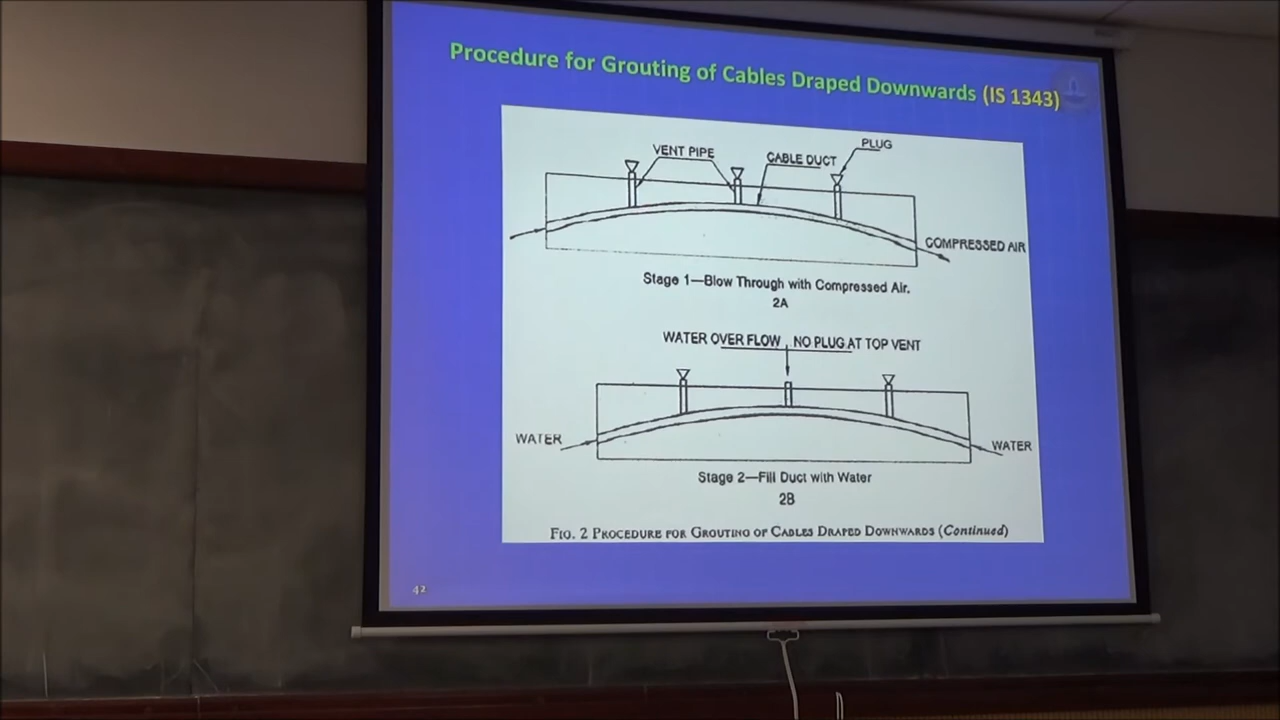 Procedure for Grouting of Cables Draped Downwards (IS 1343)
VENT PIPE
CABLE DUCT
PLUG
COMPRESSED AIR
Stage 1—Blow Through with Compressed Air.
2A
WATER OVER FLOW
NO PLUG AT TOP VENT
WATER
WATER
Stage 2—Fill Duct with Water
2B
FIG. 2 PROCEDURE FOR GROUTING OF CABLES DRAPED DOWNWARDS (Continued)
42